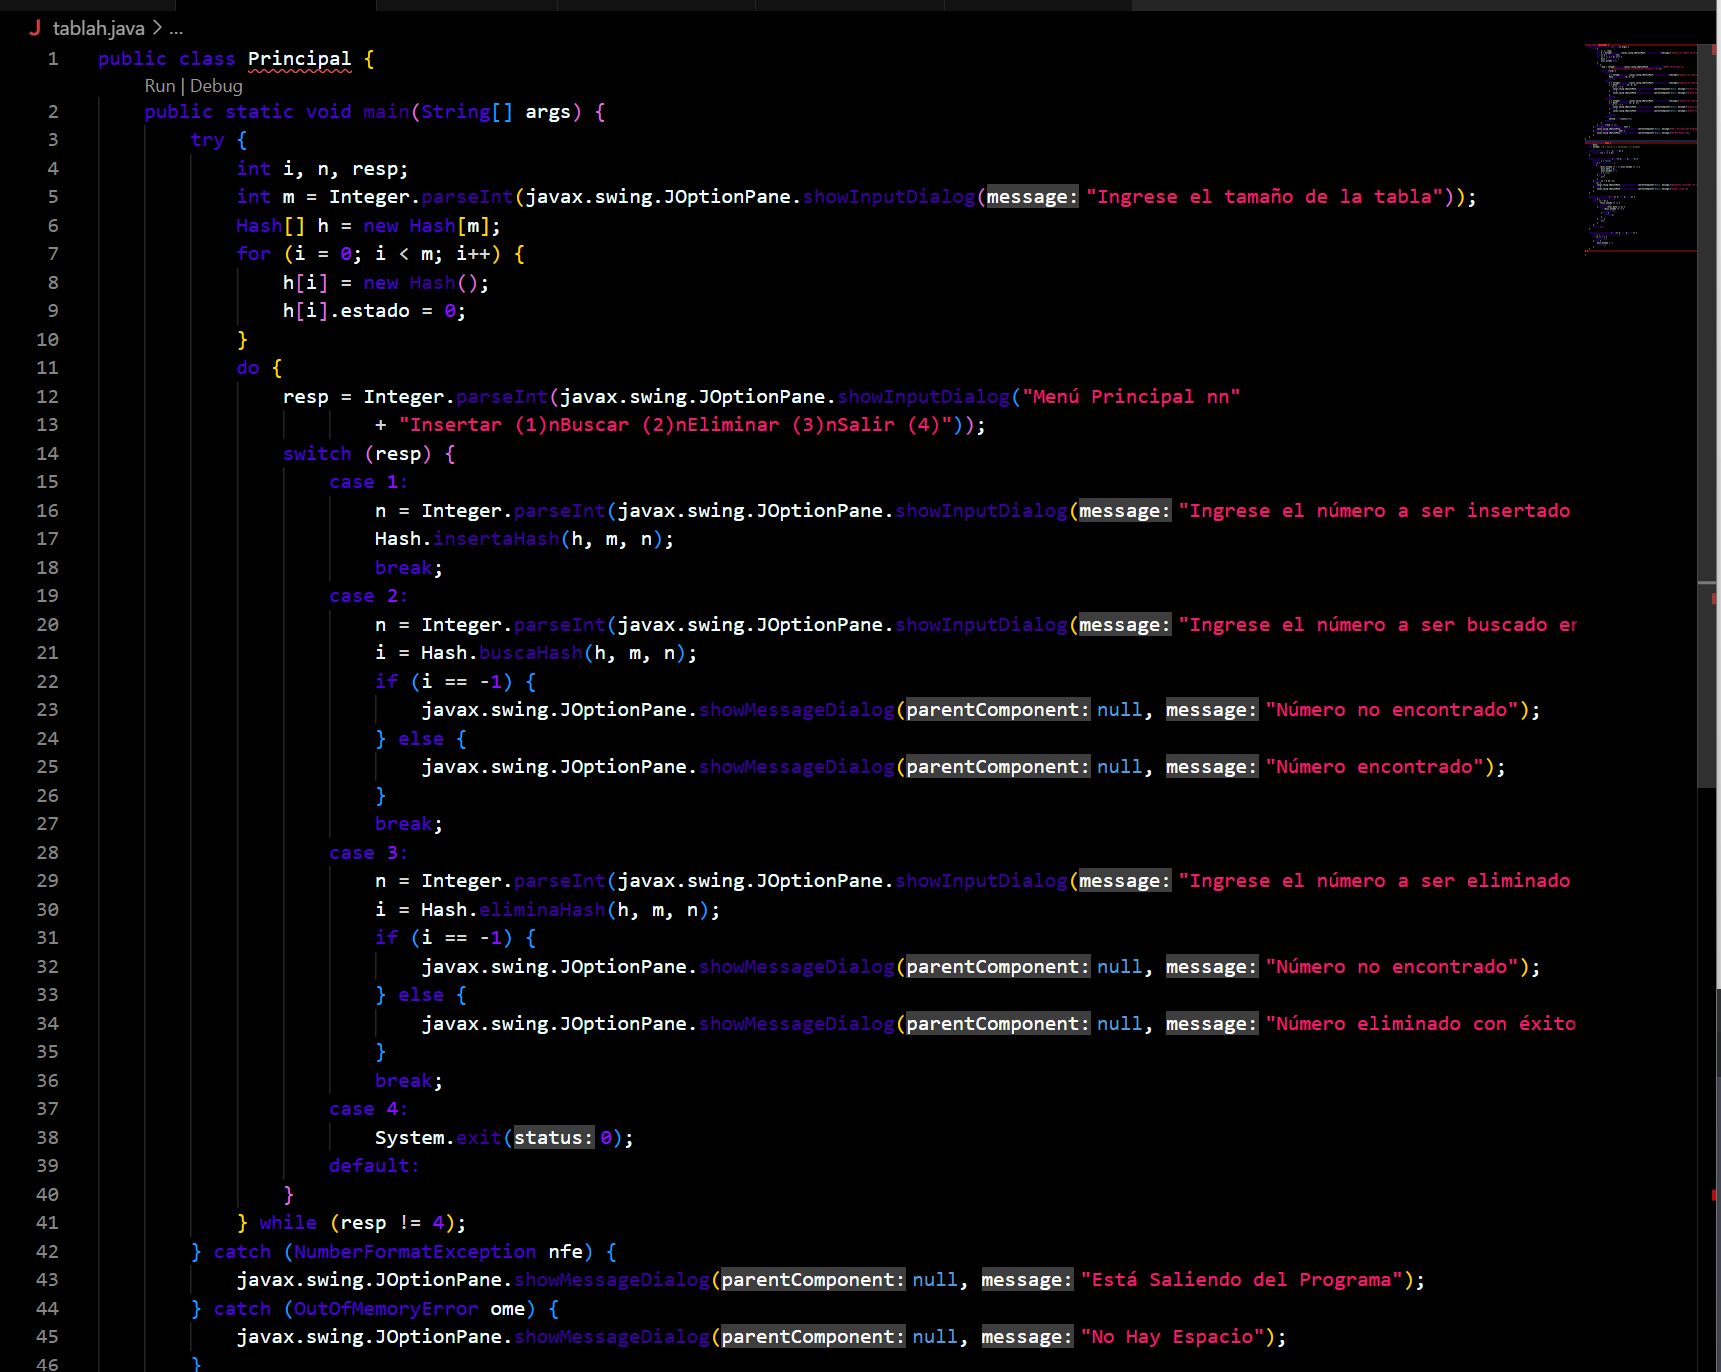 J tablah.java > ...
1 public class Principal {
Run | Debug
2 public static void main(String[] args) {
3 try {
4 int i, n, resp;
5 int m = Integer.parseInt(javax.swing.JOptionPane.showInputDialog(message: "Ingrese el tamaño de la tabla"));
6 Hash[] h = new Hash[m];
7 for (i = 0; i < m; i++) {
8 h[i] = new Hash();
9 h[i].estado = 0;
10 }
11 do {
12 resp = Integer.parseInt(javax.swing.JOptionPane.showInputDialog("Menú Principal nn"
13 + "Insertar (1)nBuscar (2)nEliminar (3)nSalir (4)"));
14 switch (resp) {
15 case 1:
16 n = Integer.parseInt(javax.swing.JOptionPane.showInputDialog(message: "Ingrese el número a ser insertado
17 Hash.insertaHash(h, m, n);
18 break;
19 case 2:
20 n = Integer.parseInt(javax.swing.JOptionPane.showInputDialog(message: "Ingrese el número a ser buscado en
21 i = Hash.buscaHash(h, m, n);
22 if (i == -1) {
23 javax.swing.JOptionPane.showMessageDialog(parentComponent: null, message: "Número no encontrado");
24 } else {
25 javax.swing.JOptionPane.showMessageDialog(parentComponent: null, message: "Número encontrado");
26 }
27 break;
28 case 3:
29 n = Integer.parseInt(javax.swing.JOptionPane.showInputDialog(message: "Ingrese el número a ser eliminado
30 i = Hash.eliminaHash(h, m, n);
31 if (i == -1) {
32 javax.swing.JOptionPane.showMessageDialog(parentComponent: null, message: "Número no encontrado");
33 } else {
34 javax.swing.JOptionPane.showMessageDialog(parentComponent: null, message: "Número eliminado con éxito
35 }
36 break;
37 case 4:
38 System.exit(status: 0);
39 default:
40 }
41 } while (resp != 4);
42 } catch (NumberFormatException nfe) {
43 javax.swing.JOptionPane.showMessageDialog(parentComponent: null, message: "Está Saliendo del Programa");
44 } catch (OutOfMemoryError ome) {
45 javax.swing.JOptionPane.showMessageDialog(parentComponent: null, message: "No Hay Espacio");
46 }